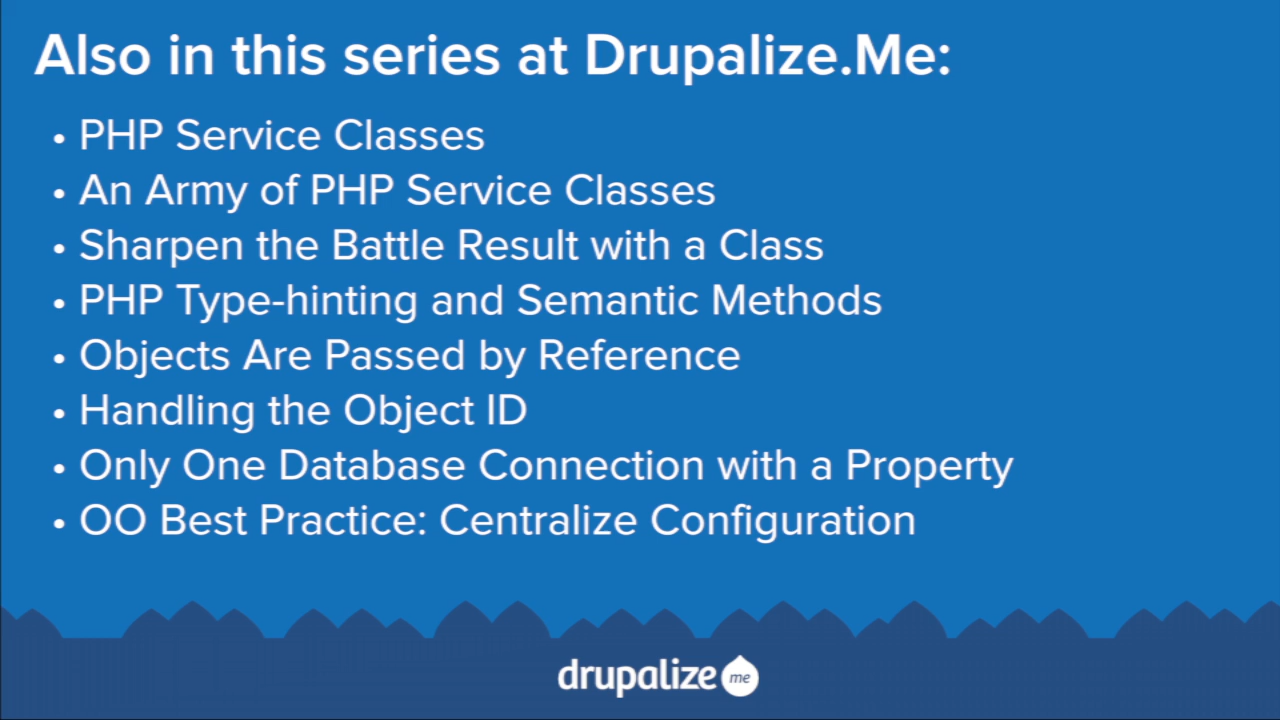 Also in this series at Drupalize.Me:
• PHP Service Classes
• An Army of PHP Service Classes
• Sharpen the Battle Result with a Class
• PHP Type-hinting and Semantic Methods
• Objects Are Passed by Reference
• Handling the Object ID
• Only One Database Connection with a Property
• OO Best Practice: Centralize Configuration
drupalize me